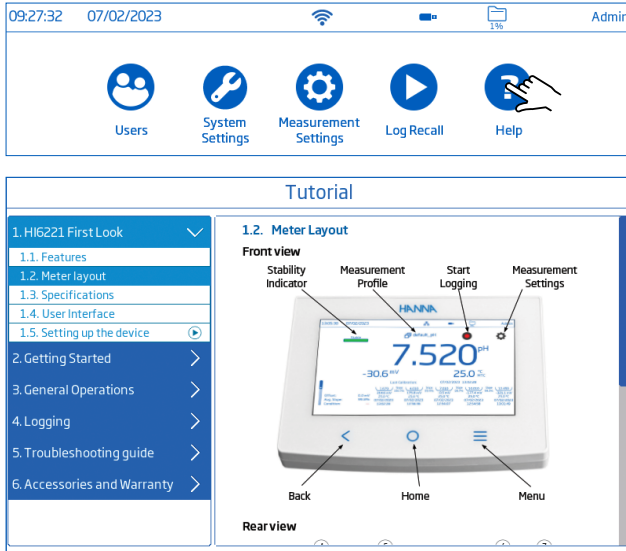 09:27:32 07/02/2023 1% Admin
Users
System Settings
Measurement Settings
Log Recall
Help
Tutorial
1. HI6221 First Look
1.1. Features
1.2. Meter layout
1.3. Specifications
1.4. User Interface
1.5. Setting up the device
2. Getting Started
3. General Operations
4. Logging
5. Troubleshooting guide
6. Accessories and Warranty
1.2. Meter Layout
Front view
Stability Indicator
Measurement Profile
Start Logging
Measurement Settings
HANNA
default_pH
7.520 pH
-30.6 mV 25.0 °C
Back
Home
Menu
Rear view